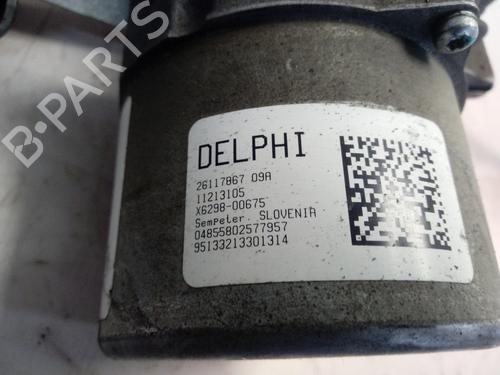 B-PARTS
DELPHI
26117867 09A
11213105
X6298-00675
Sempeter. SLOVENIA
04855802577957
95133213301314